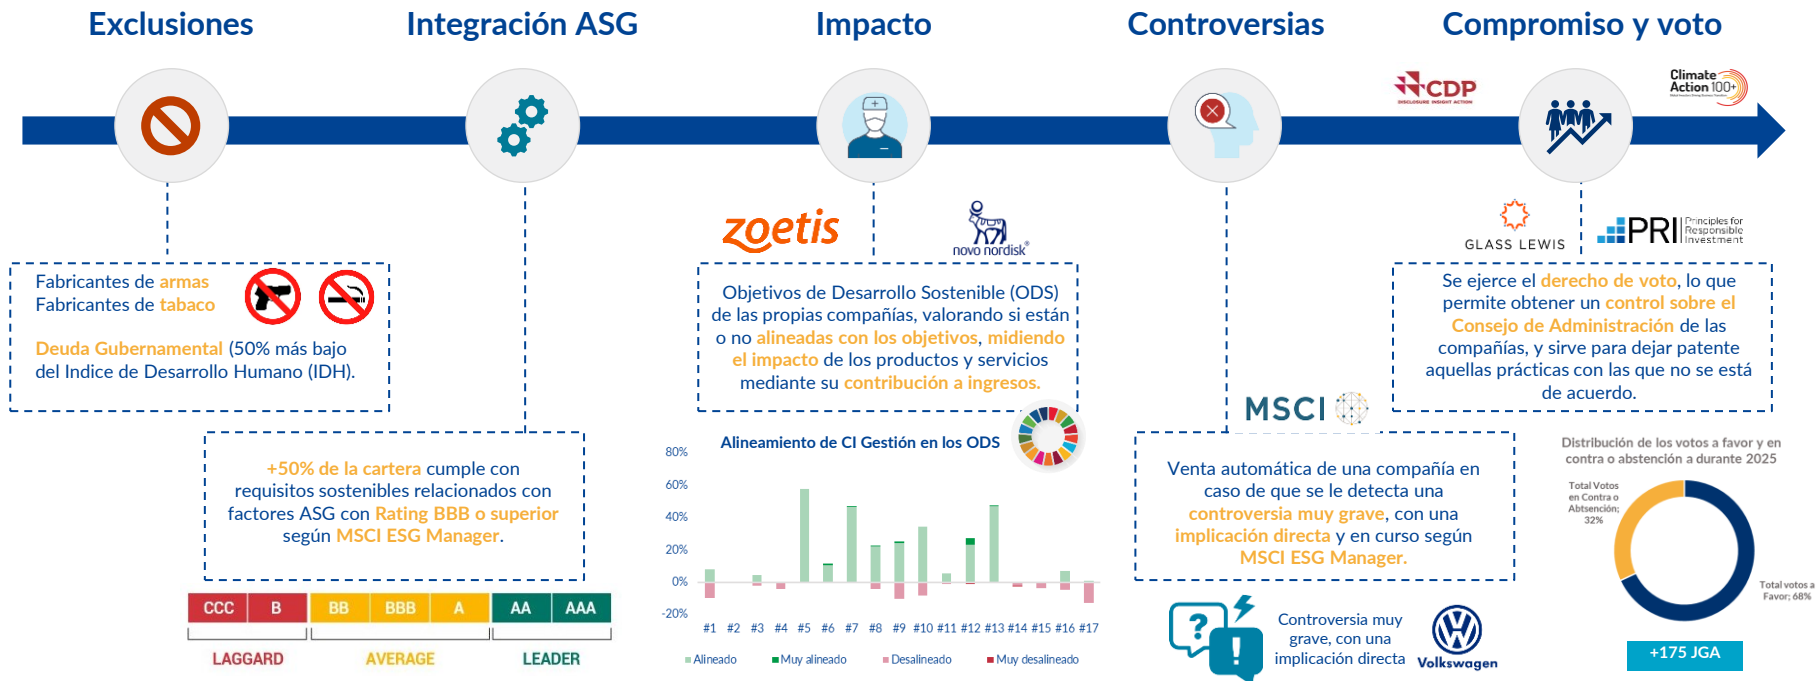 Exclusiones
Integración ASG
Impacto
Controversias
Compromiso y voto
CDP
DISCLOSURE INSIGHT ACTION
Climate
Action 100+
zoetis
novo nordisk®
GLASS LEWIS
PRI
Principles for
Responsible
Investment
Fabricantes de armas
Fabricantes de tabaco
Deuda Gubernamental (50% más bajo
del Indice de Desarrollo Humano (IDH).
+50% de la cartera cumple con
requisitos sostenibles relacionados con
factores ASG con Rating BBB o superior
según MSCI ESG Manager.
CCC B BB BBB A AA AAA
LAGGARD AVERAGE LEADER
Objetivos de Desarrollo Sostenible (ODS)
de las propias compañías, valorando si están
o no alineadas con los objetivos, midiendo
el impacto de los productos y servicios
mediante su contribución a ingresos.
Alineamiento de CI Gestión en los ODS
80%
60%
40%
20%
0%
-20%
#1 #2 #3 #4 #5 #6 #7 #8 #9 #10 #11 #12 #13 #14 #15 #16 #17
Alineado Muy alineado Desalineado Muy desalineado
MSCI
Venta automática de una compañía en
caso de que se le detecta una
controversia muy grave, con una
implicación directa y en curso según
MSCI ESG Manager.
? !
Controversia muy
grave, con una
implicación directa
Volkswagen
Se ejerce el derecho de voto, lo que
permite obtener un control sobre el
Consejo de Administración de las
compañías, y sirve para dejar patente
aquellas prácticas con las que no se está
de acuerdo.
Distribución de los votos a favor y en
contra o abstención a durante 2025
Total Votos
en Contra o
Abtsención;
32%
Total votos a
Favor; 68%
+175 JGA